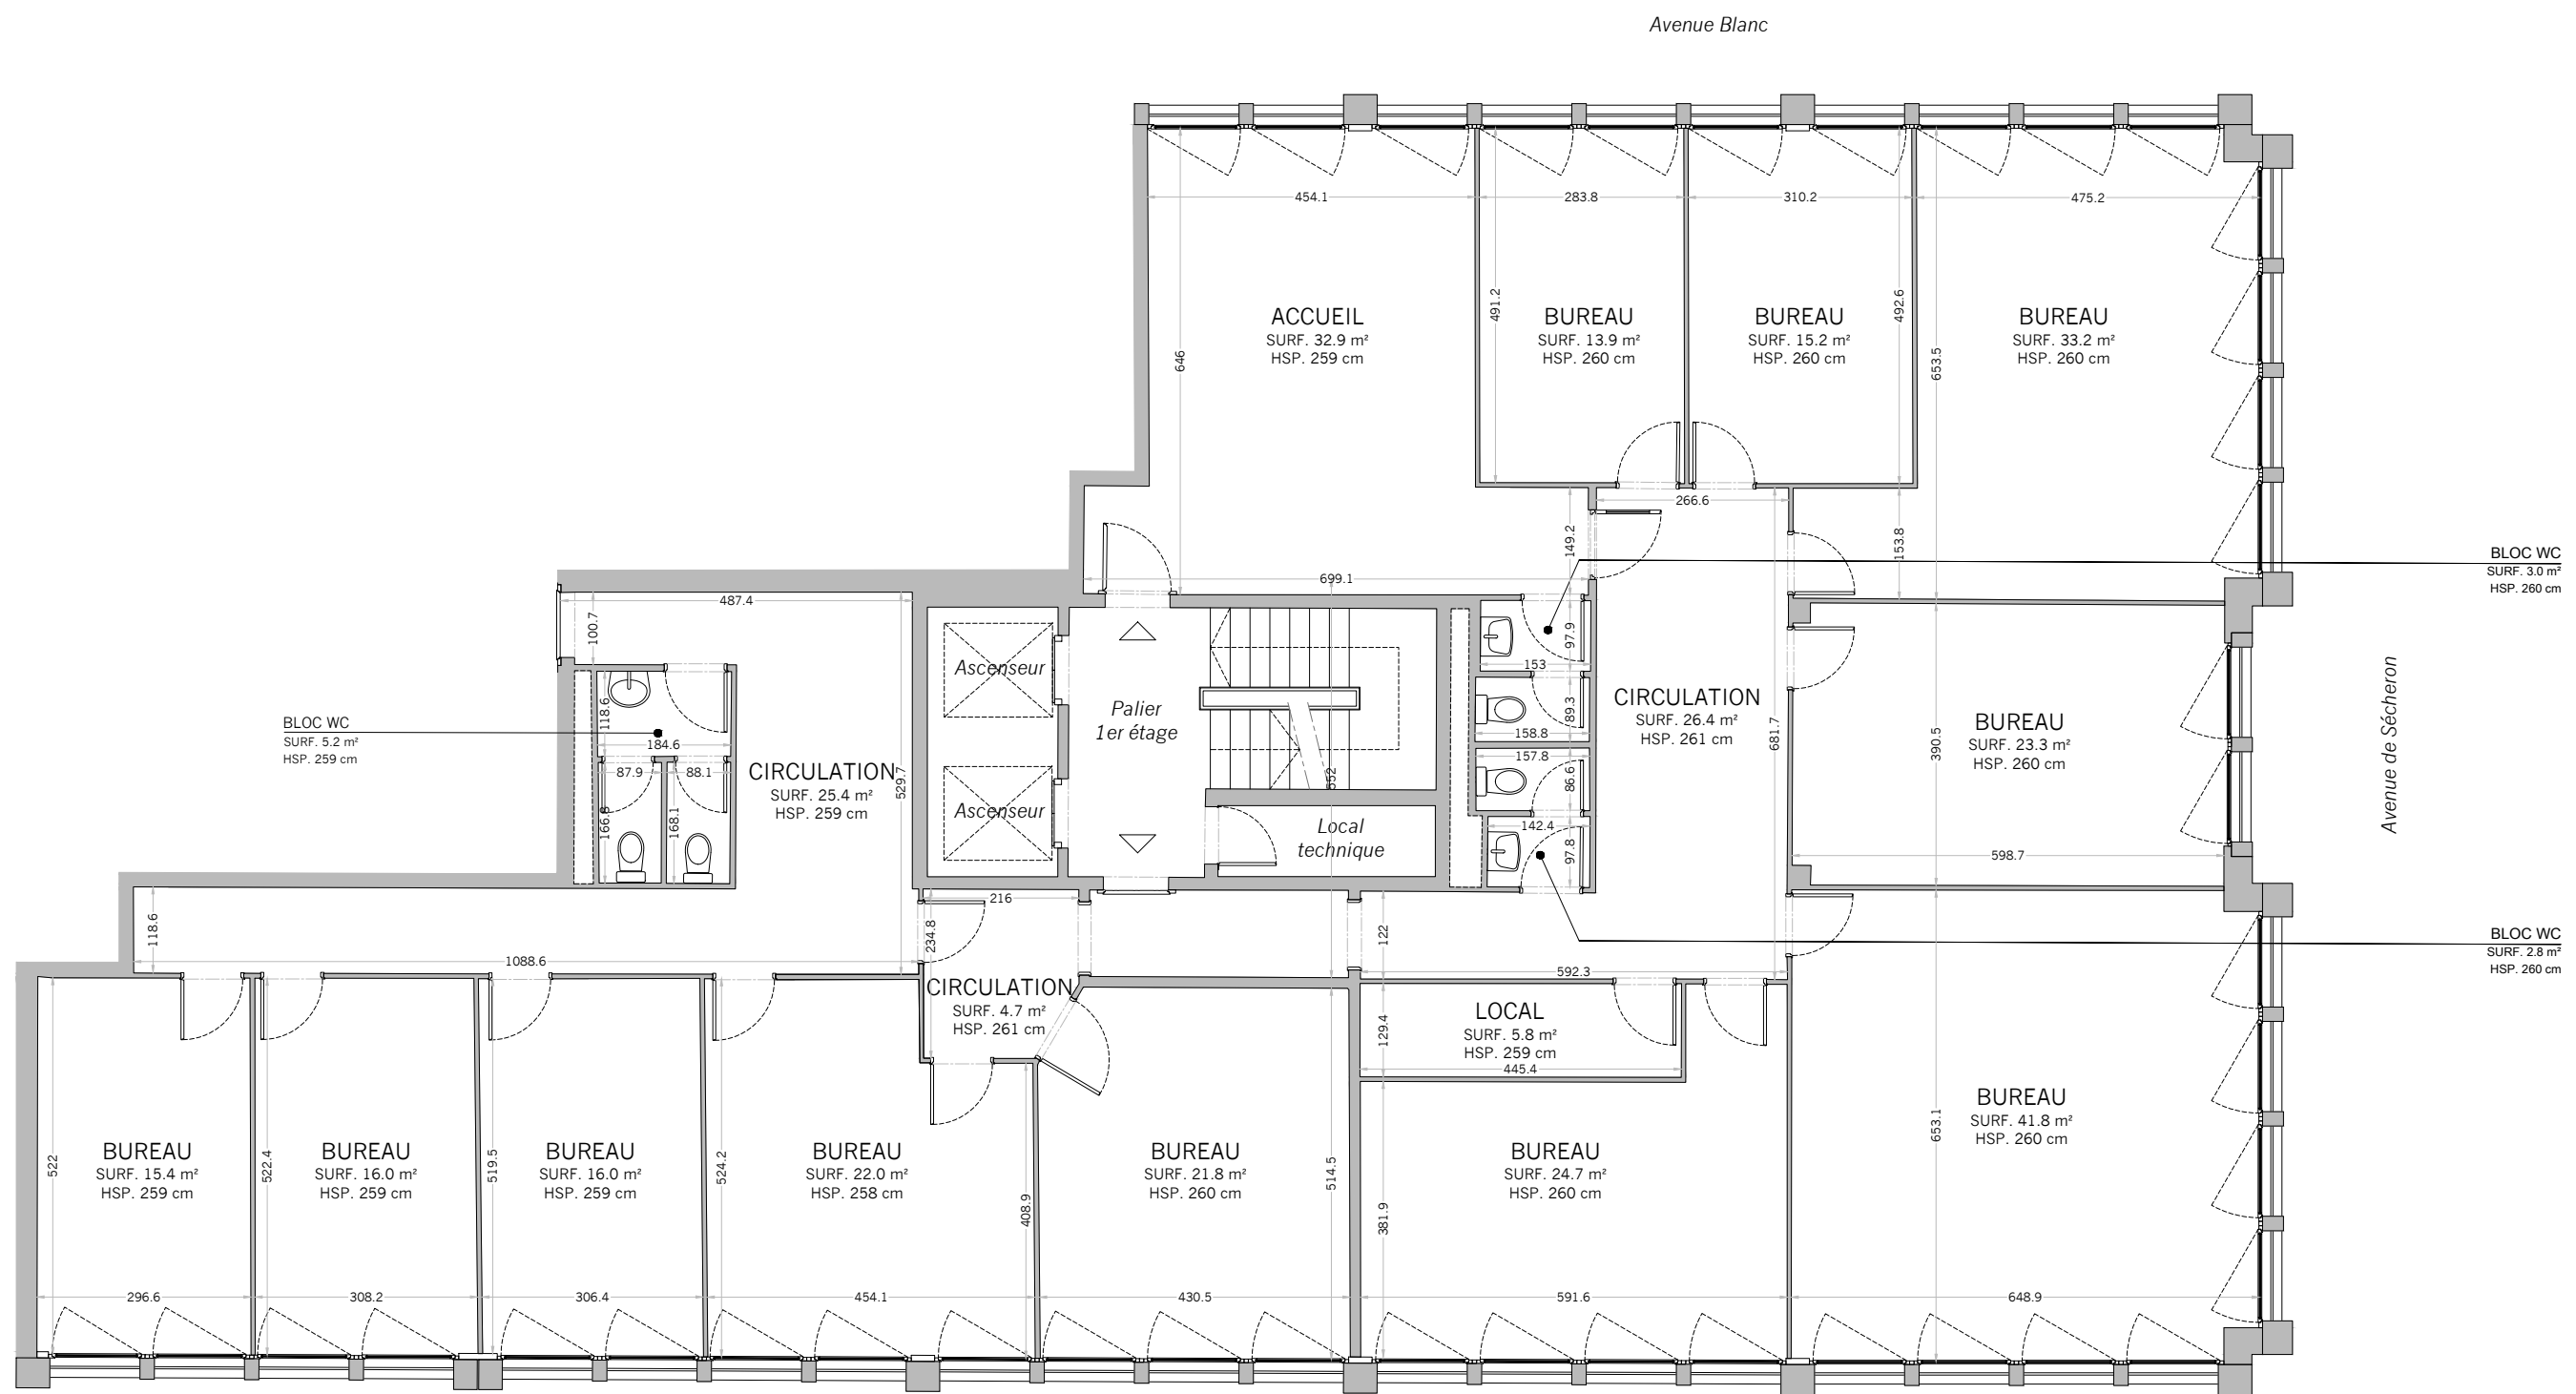 Avenue Blanc
454.1
283.8
310.2
475.2
646
491.2
492.6
653.5
ACCUEIL
SURF. 32.9 m²
HSP. 259 cm
BUREAU
SURF. 13.9 m²
HSP. 260 cm
BUREAU
SURF. 15.2 m²
HSP. 260 cm
BUREAU
SURF. 33.2 m²
HSP. 260 cm
266.6
149.2
153.8
699.1
BLOC WC
SURF. 3.0 m²
HSP. 260 cm
487.4
100.7
529.7
Ascenseur
Ascenseur
Palier
1er étage
552
Local
technique
97.9
153
89.3
158.8
157.8
86.6
142.4
97.8
CIRCULATION
SURF. 26.4 m²
HSP. 261 cm
681.7
390.5
BUREAU
SURF. 23.3 m²
HSP. 260 cm
598.7
Avenue de Sécheron
BLOC WC
SURF. 5.2 m²
HSP. 259 cm
118.6
184.6
87.9
88.1
166.8
168.1
CIRCULATION
SURF. 25.4 m²
HSP. 259 cm
118.6
1088.6
216
234.8
CIRCULATION
SURF. 4.7 m²
HSP. 261 cm
122
592.3
BLOC WC
SURF. 2.8 m²
HSP. 260 cm
LOCAL
SURF. 5.8 m²
HSP. 259 cm
129.4
445.4
522
522.4
519.5
524.2
408.9
514.5
381.9
653.1
BUREAU
SURF. 15.4 m²
HSP. 259 cm
BUREAU
SURF. 16.0 m²
HSP. 259 cm
BUREAU
SURF. 16.0 m²
HSP. 259 cm
BUREAU
SURF. 22.0 m²
HSP. 258 cm
BUREAU
SURF. 21.8 m²
HSP. 260 cm
BUREAU
SURF. 24.7 m²
HSP. 260 cm
BUREAU
SURF. 41.8 m²
HSP. 260 cm
296.6
308.2
306.4
454.1
430.5
591.6
648.9